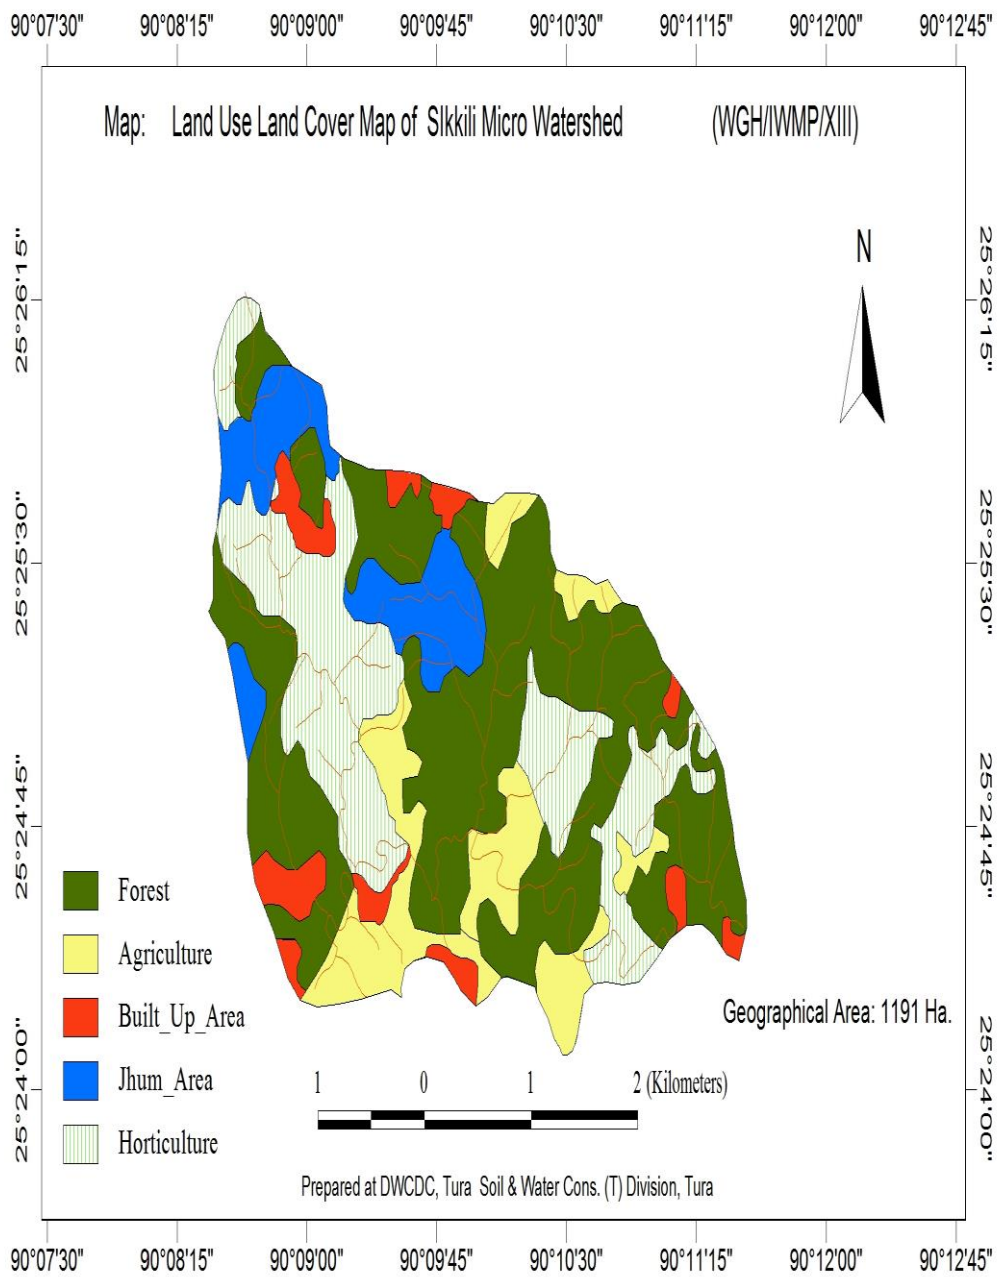 90°07'30" 90°08'15" 90°09'00" 90°09'45" 90°10'30" 90°11'15" 90°12'00" 90°12'45"
Map: Land Use Land Cover Map of SIkkili Micro Watershed (WGH/IWMP/XIII)
N
25°26'15" 25°26'15"
25°25'30" 25°25'30"
25°24'45" 25°24'45"
Forest
Agriculture
Built_Up_Area
Geographical Area: 1191 Ha.
Jhum_Area
1 0 1 2 (Kilometers)
25°24'00" 25°24'00"
Horticulture
Prepared at DWCDC, Tura Soil & Water Cons. (T) Division, Tura
90°07'30" 90°08'15" 90°09'00" 90°09'45" 90°10'30" 90°11'15" 90°12'00" 90°12'45"